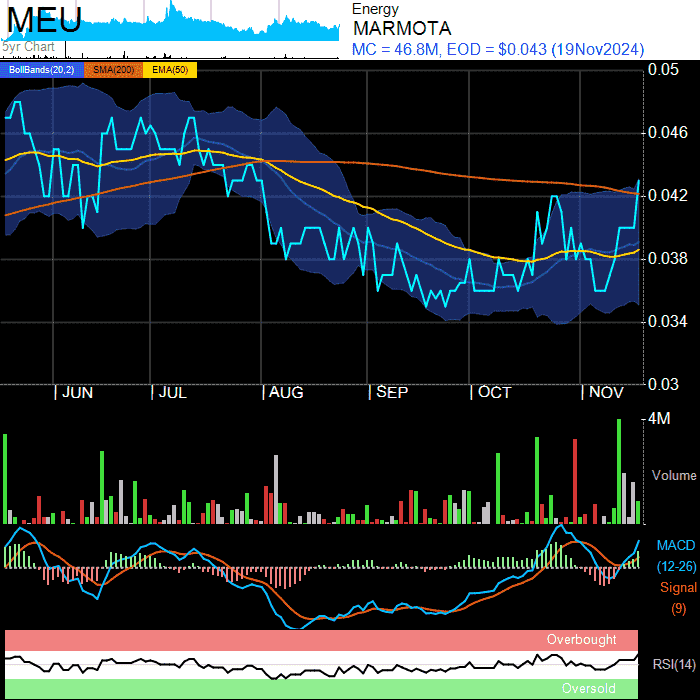 MEU
5yr Chart
Energy
MARMOTA
MC = 46.8M, EOD = $0.043 (19Nov2024)
BollBands(20,2) SMA(200) EMA(50)
0.05
0.046
0.042
0.038
0.034
0.03
| JUN | JUL | AUG | SEP | OCT | NOV
4M
Volume
MACD
(12-26)
Signal
(9)
Overbought
RSI(14)
Oversold